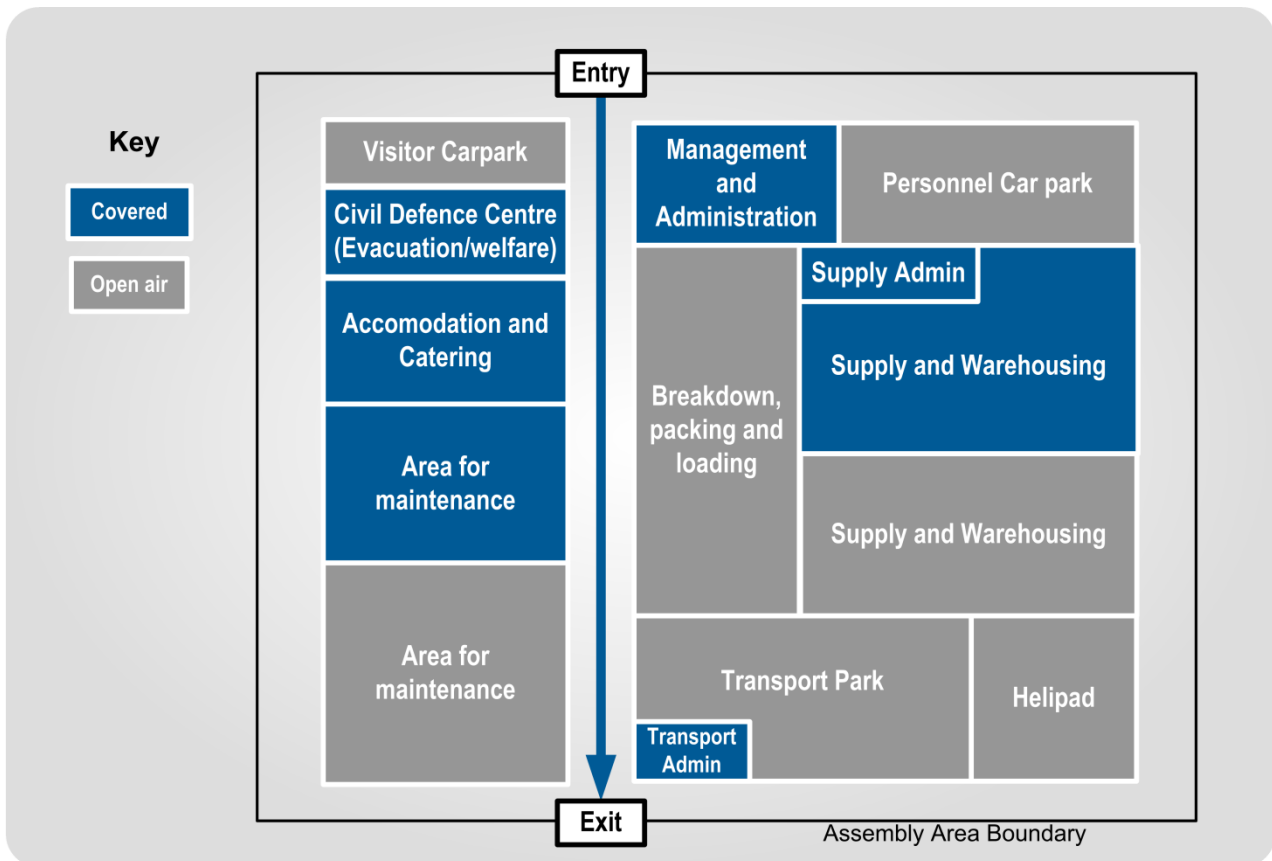 Entry
Key
Covered
Open air
Visitor Carpark
Civil Defence Centre
(Evacuation/welfare)
Accomodation and
Catering
Area for
maintenance
Area for
maintenance
Management
and
Administration
Personnel Car park
Supply Admin
Supply and Warehousing
Breakdown,
packing and
loading
Supply and Warehousing
Transport Park
Helipad
Transport
Admin
Exit
Assembly Area Boundary